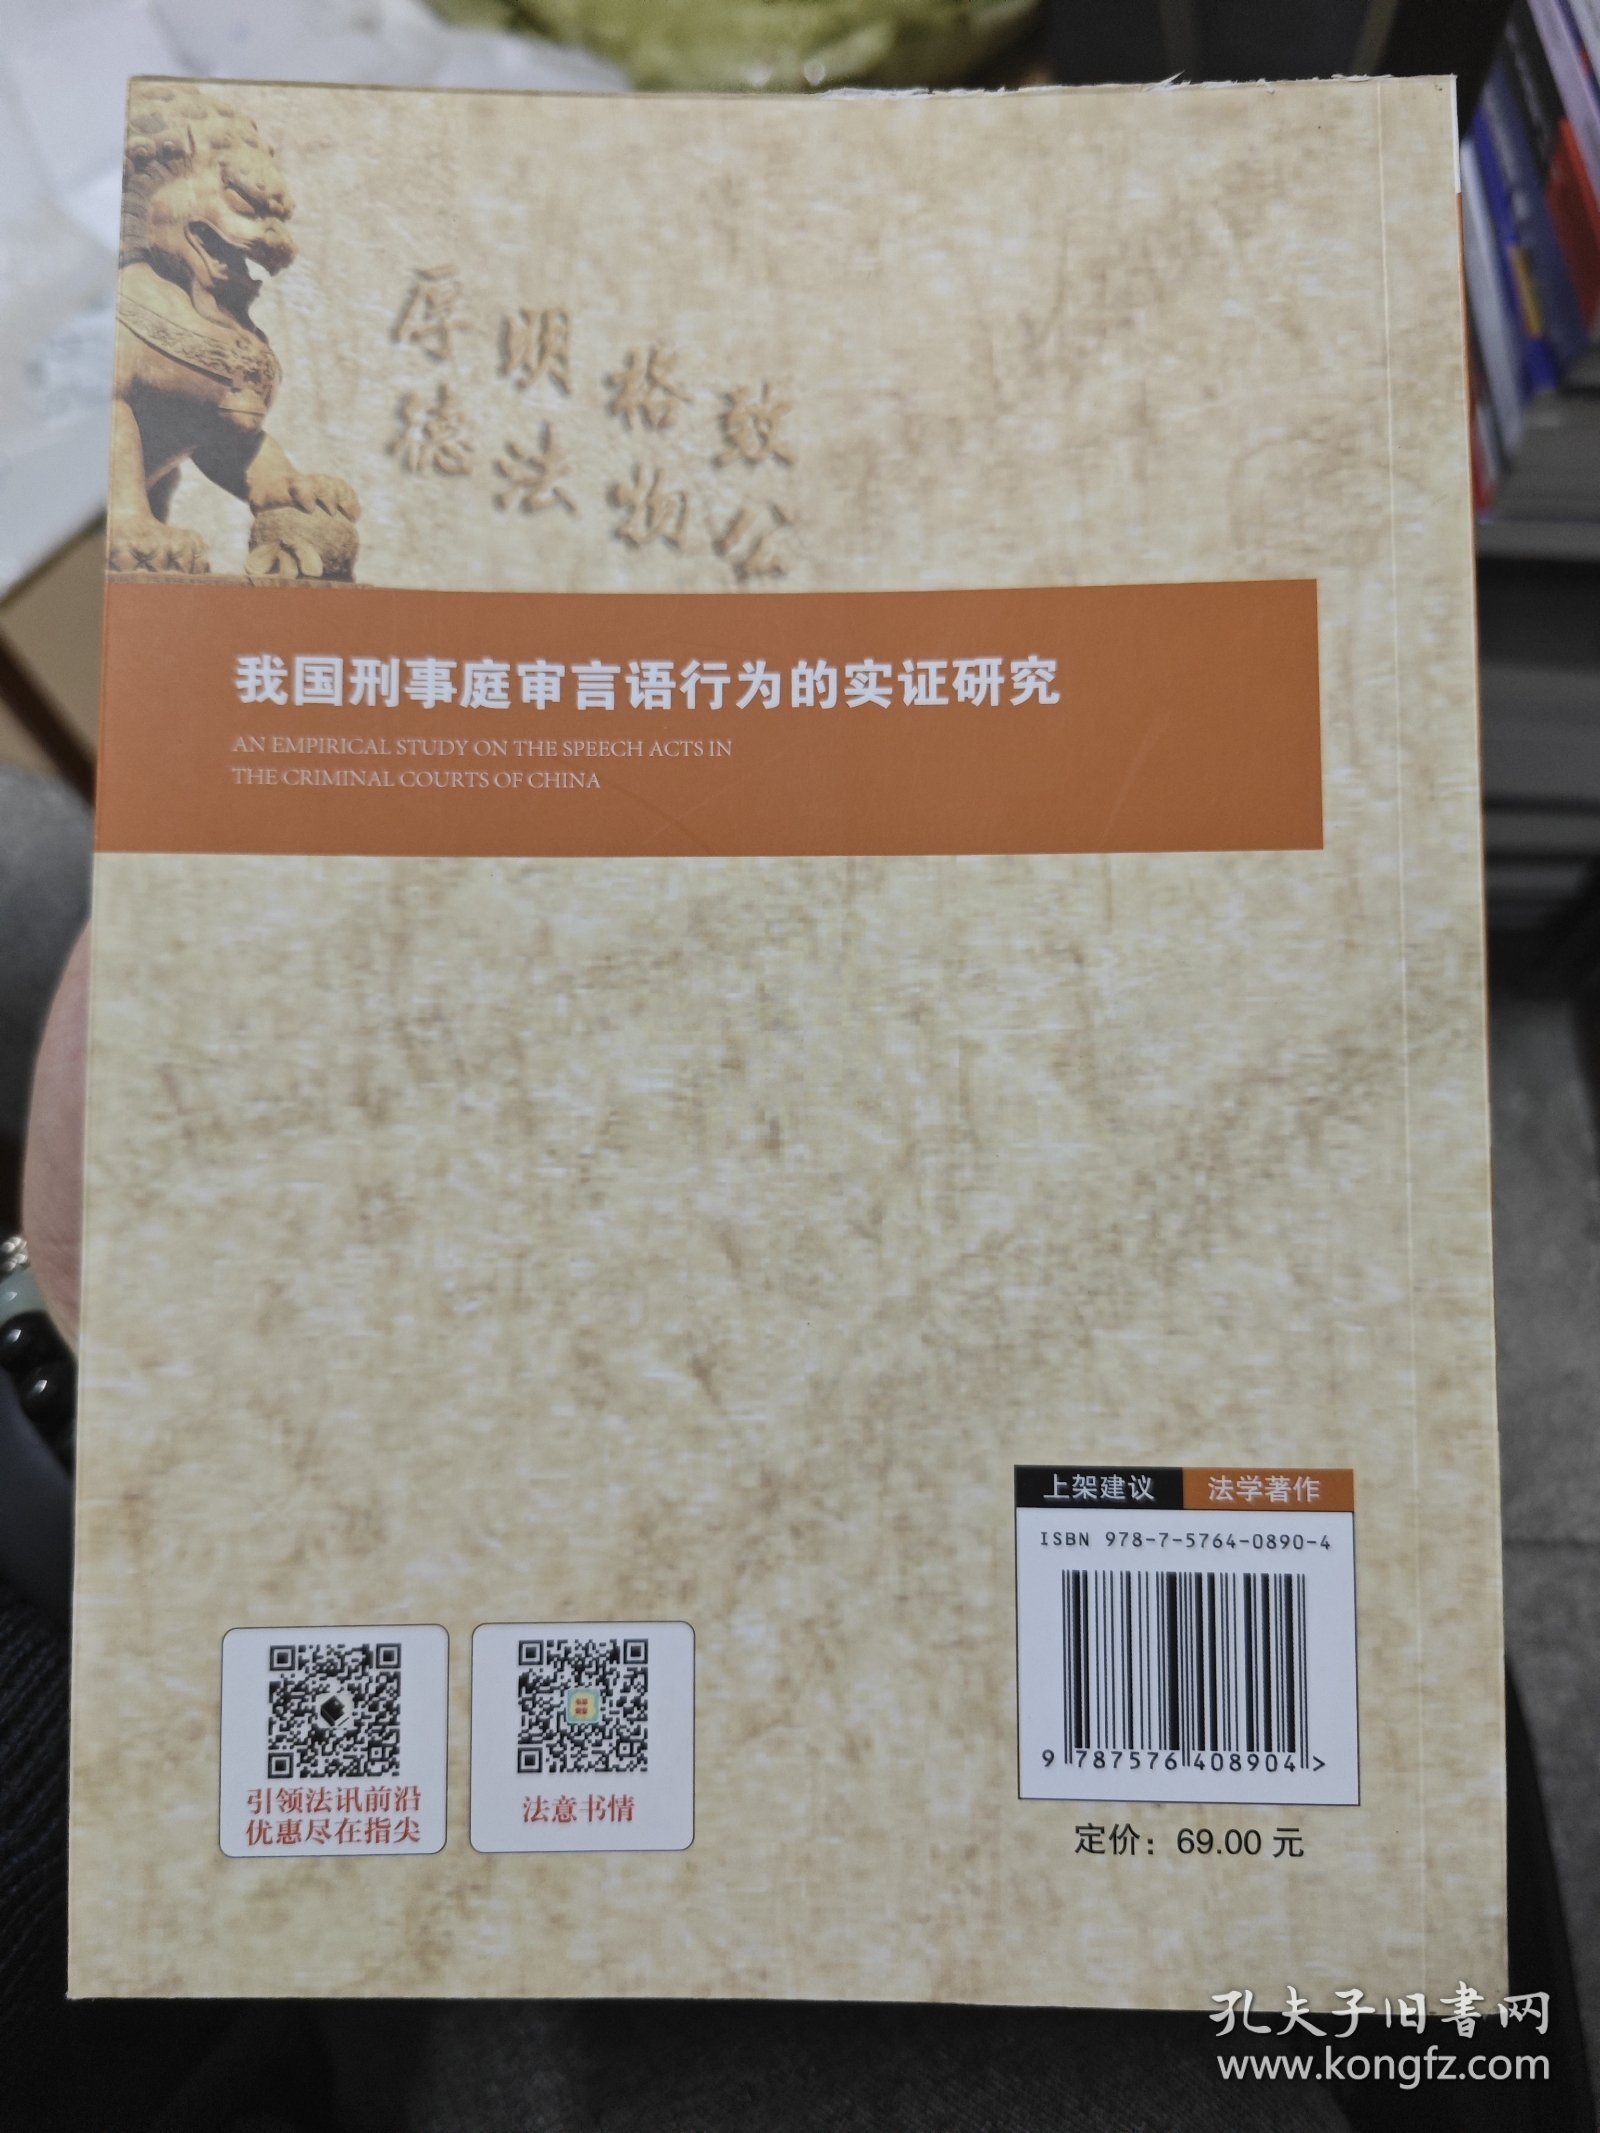 厚德
明法
格物
致公
我国刑事庭审言语行为的实证研究
AN EMPIRICAL STUDY ON THE SPEECH ACTS IN
THE CRIMINAL COURTS OF CHINA
上架建议 法学著作
ISBN 978-7-5764-0890-4
9 787576 408904 >
定价：69.00 元
引领法讯前沿
优惠尽在指尖
法意书情
孔夫子旧书网
www.kongfz.com